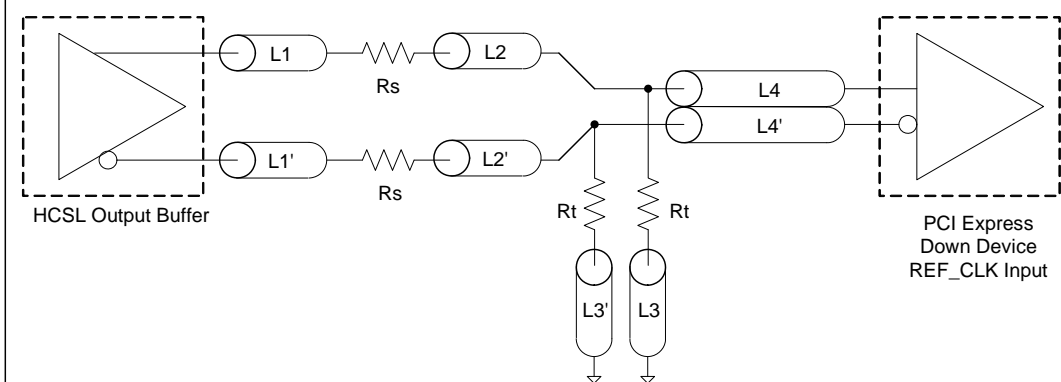 L1
Rs
L2
L4
L4'
L1'
Rs
L2'
HCSL Output Buffer
Rt
Rt
L3'
L3
PCI Express
Down Device
REF_CLK Input